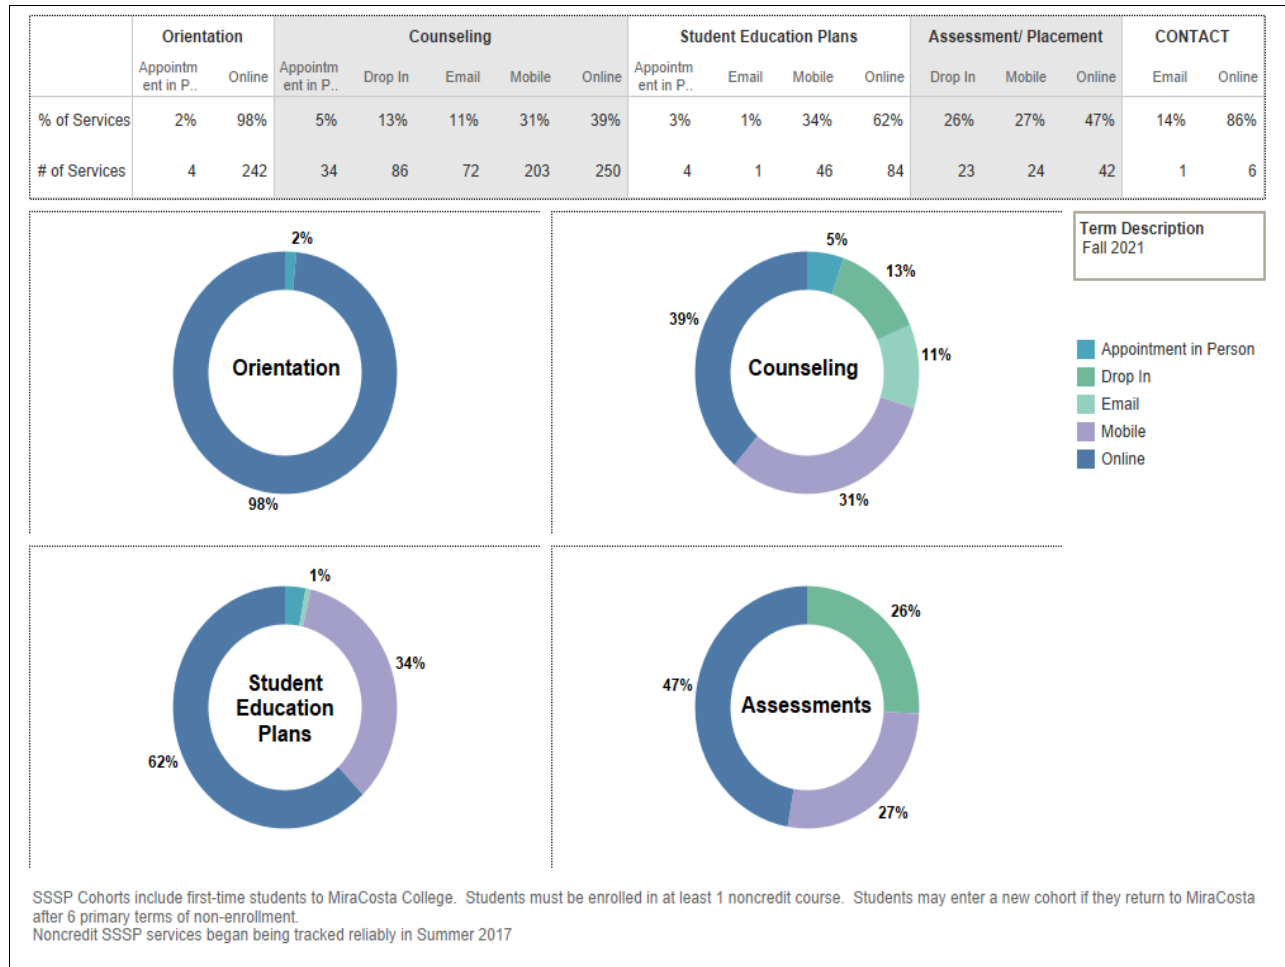 Orientation Counseling Student Education Plans Assessment/ Placement CONTACT
Appointm ent in P.. Online Appointm ent in P.. Drop In Email Mobile Online Appointm ent in P.. Email Mobile Online Drop In Mobile Online Email Online
% of Services 2% 98% 5% 13% 11% 31% 39% 3% 1% 34% 62% 26% 27% 47% 14% 86%
# of Services 4 242 34 86 72 203 250 4 1 46 84 23 24 42 1 6
2%
Orientation
98%
5%
13%
39%
11%
Counseling
31%
Term Description
Fall 2021
Appointment in Person
Drop In
Email
Mobile
Online
1%
34%
Student
Education
Plans
62%
26%
47%
Assessments
27%
SSSP Cohorts include first-time students to MiraCosta College. Students must be enrolled in at least 1 noncredit course. Students may enter a new cohort if they return to MiraCosta
after 6 primary terms of non-enrollment.
Noncredit SSSP services began being tracked reliably in Summer 2017